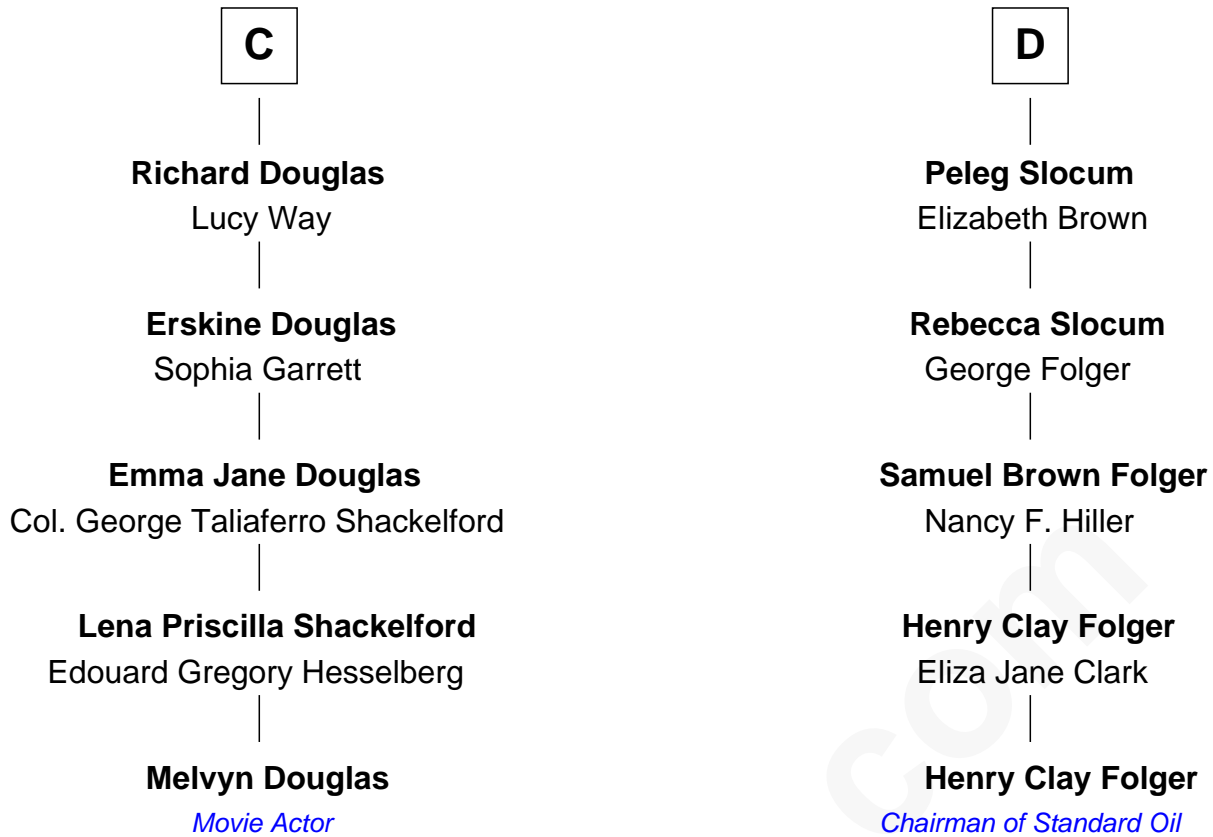 C
Richard Douglas
Lucy Way
Erskine Douglas
Sophia Garrett
Emma Jane Douglas
Col. George Taliaferro Shackelford
Lena Priscilla Shackelford
Edouard Gregory Hesselberg
Melvyn Douglas
Movie Actor
D
Peleg Slocum
Elizabeth Brown
Rebecca Slocum
George Folger
Samuel Brown Folger
Nancy F. Hiller
Henry Clay Folger
Eliza Jane Clark
Henry Clay Folger
Chairman of Standard Oil
com